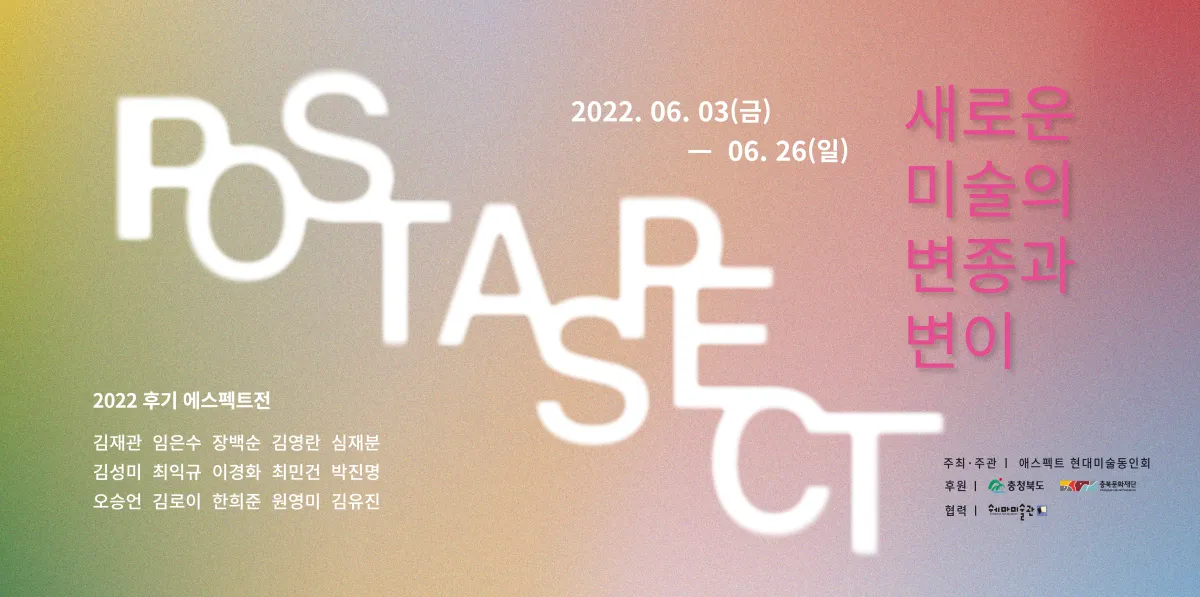 POST ASPECT
2022. 06. 03(금)
— 06. 26(일)
새로운
미술의
변종과
변이
2022 후기 에스펙트전
김재관 임은수 장백순 김영란 심재분
김성미 최익규 이경화 최민건 박진명
오승언 김로이 한희준 원영미 김유진
주최·주관 | 애스펙트 현대미술동인회
후원 | 충청북도 충북문화재단
협력 | 쉐마미술관